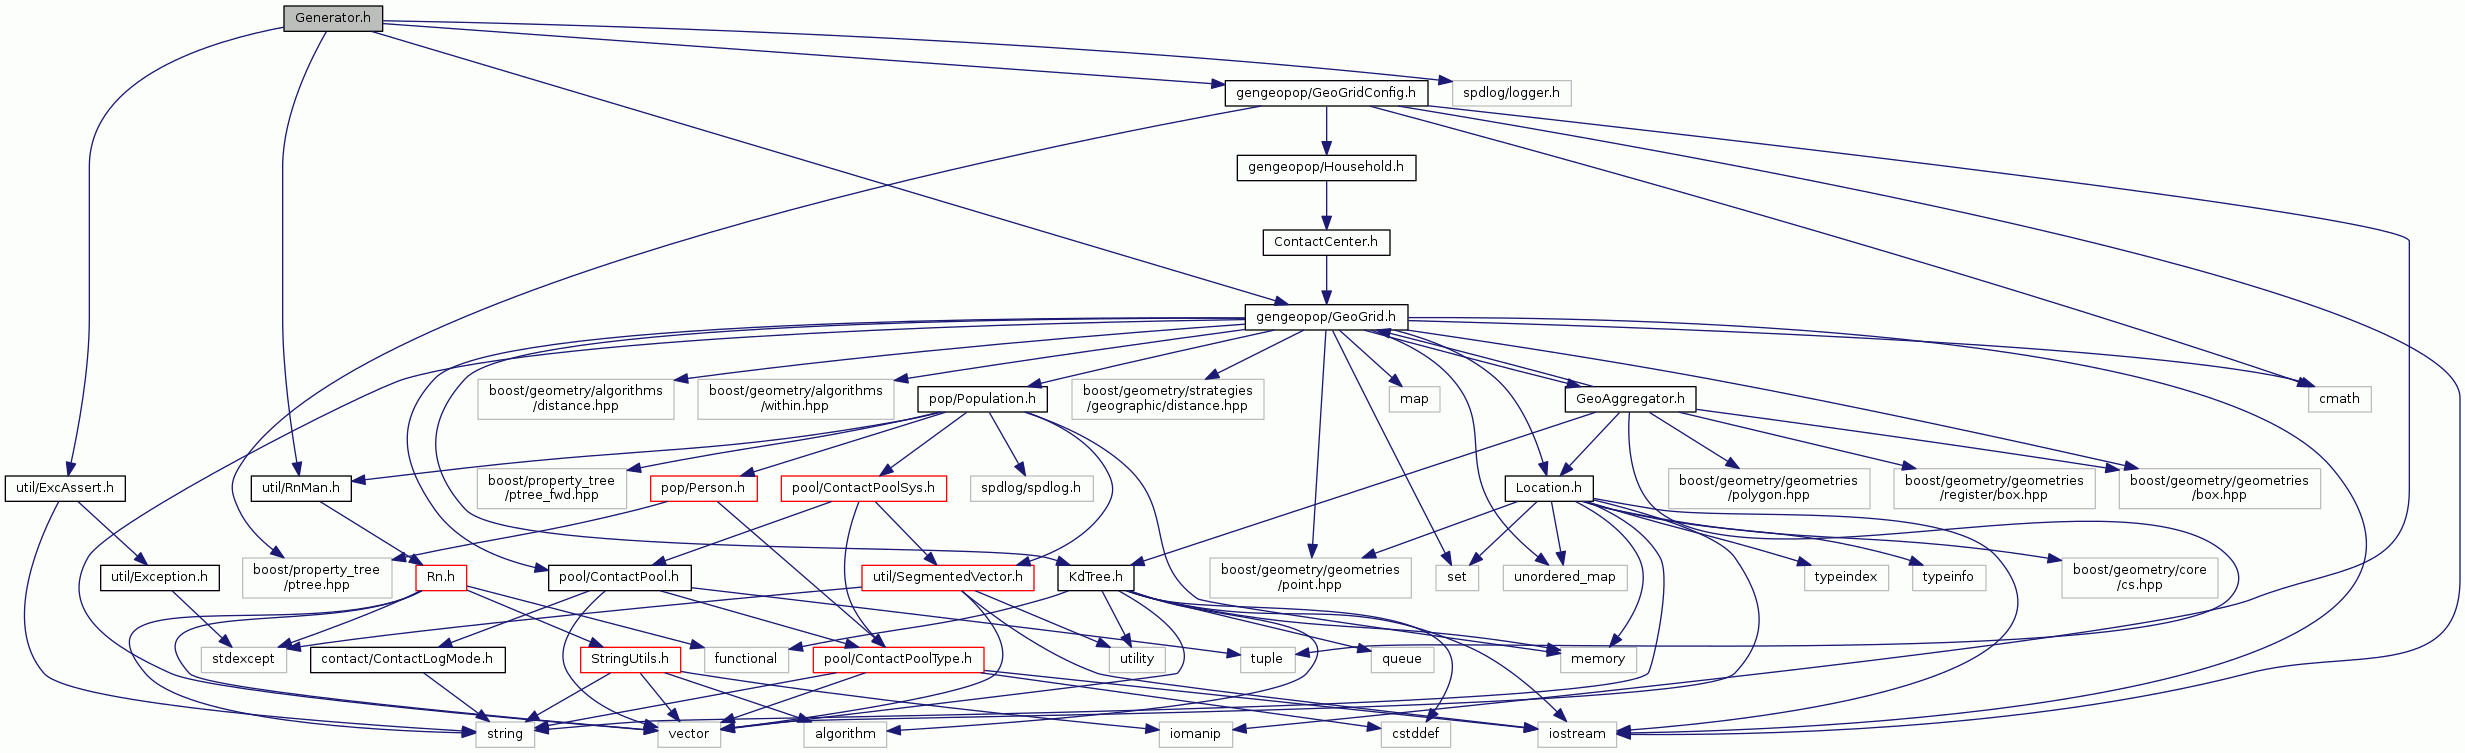 Generator.h
gengeopop/GeoGridConfig.h
spdlog/logger.h
gengeopop/Household.h
ContactCenter.h
gengeopop/GeoGrid.h
boost/geometry/algorithms
/distance.hpp
boost/geometry/algorithms
/within.hpp
pop/Population.h
boost/geometry/strategies
/geographic/distance.hpp
map
GeoAggregator.h
cmath
util/ExcAssert.h
util/RnMan.h
boost/property_tree
/ptree_fwd.hpp
pop/Person.h
pool/ContactPoolSys.h
spdlog/spdlog.h
Location.h
boost/geometry/geometries
/polygon.hpp
boost/geometry/geometries
/register/box.hpp
boost/geometry/geometries
/box.hpp
util/Exception.h
boost/property_tree
/ptree.hpp
Rn.h
pool/ContactPool.h
util/SegmentedVector.h
KdTree.h
boost/geometry/geometries
/point.hpp
set
unordered_map
typeindex
typeinfo
boost/geometry/core
/cs.hpp
stdexcept
contact/ContactLogMode.h
StringUtils.h
functional
pool/ContactPoolType.h
utility
tuple
queue
memory
string
vector
algorithm
iomanip
cstddef
iostream